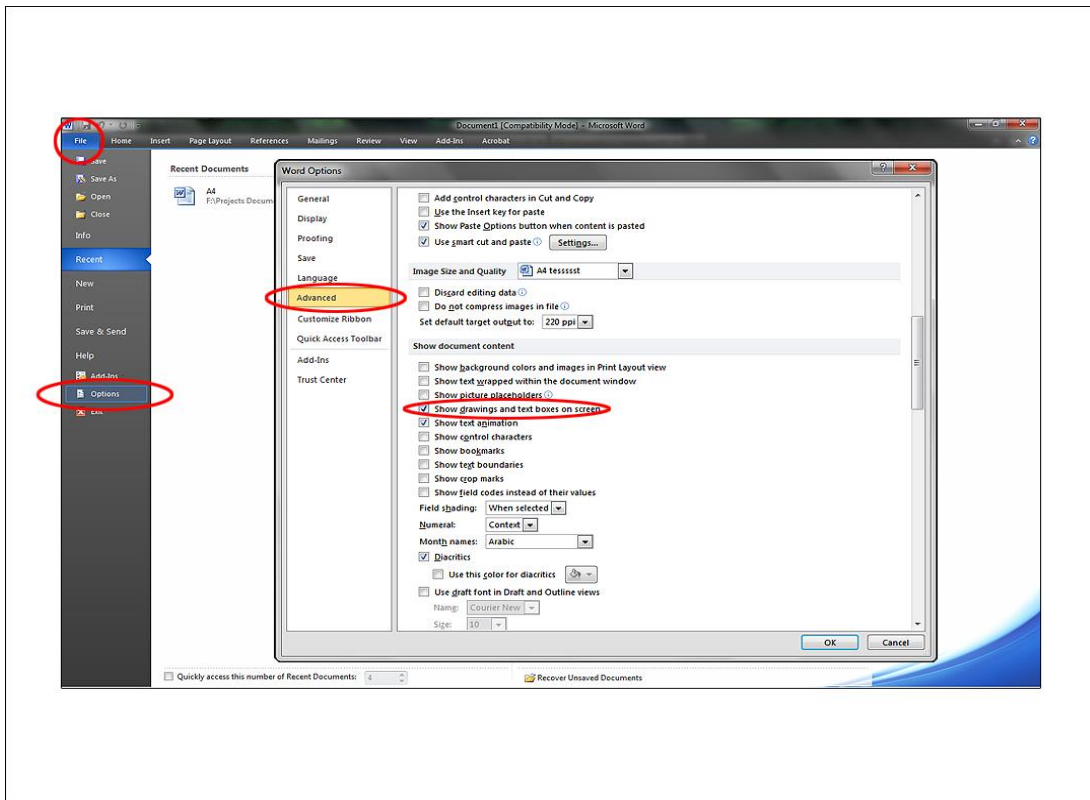 Document1 [Compatibility Mode] - Microsoft Word
File Home Insert Page Layout References Mailings Review View Add-Ins Acrobat
Save
Save As
Open
Close
Info
Recent
New
Print
Save & Send
Help
Add-Ins
Options
Exit
Recent Documents
A4
F:\Projects Docum
Word Options
General
Display
Proofing
Save
Language
Advanced
Customize Ribbon
Quick Access Toolbar
Add-Ins
Trust Center
Add control characters in Cut and Copy
Use the Insert key for paste
Show Paste Options button when content is pasted
Use smart cut and paste Settings...
Image Size and Quality A4 tesssst
Discard editing data
Do not compress images in file
Set default target output to: 220 ppi
Show document content
Show background colors and images in Print Layout view
Show text wrapped within the document window
Show picture placeholders
Show drawings and text boxes on screen
Show text animation
Show control characters
Show bookmarks
Show text boundaries
Show crop marks
Show field codes instead of their values
Field shading: When selected
Numeral: Context
Month names: Arabic
Diacritics
Use this color for diacritics
Use draft font in Draft and Outline views
Name: Courier New
Size: 10
OK Cancel
Quickly access this number of Recent Documents: 4
Recover Unsaved Documents